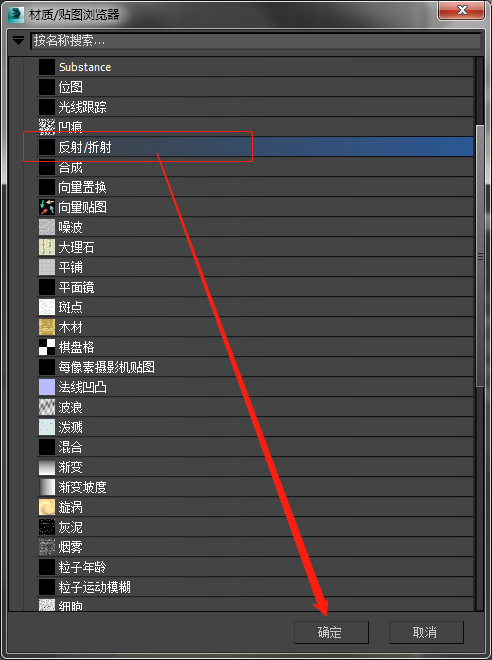 材质/贴图浏览器
按名称搜索...
Substance
位图
光线跟踪
凹痕
反射/折射
合成
向量置换
向量贴图
噪波
大理石
平铺
平面镜
斑点
木材
棋盘格
每像素摄影机贴图
法线凹凸
波浪
泼溅
混合
渐变
渐变坡度
旋涡
灰泥
烟雾
粒子年龄
粒子运动模糊
细胞
确定 取消